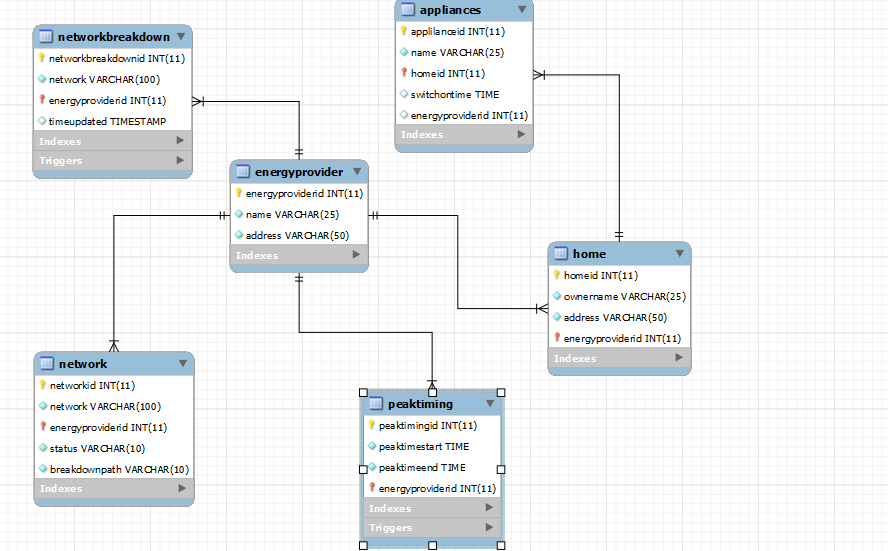 networkbreakdown
networkbreakdownid INT(11)
network VARCHAR(100)
energyproviderid INT(11)
timeupdated TIMESTAMP
Indexes
Triggers
appliances
applilanceid INT(11)
name VARCHAR(25)
homeid INT(11)
switchontime TIME
energyproviderid INT(11)
Indexes
energyprovider
energyproviderid INT(11)
name VARCHAR(25)
address VARCHAR(50)
Indexes
home
homeid INT(11)
ownername VARCHAR(25)
address VARCHAR(50)
energyproviderid INT(11)
Indexes
network
networkid INT(11)
network VARCHAR(100)
energyproviderid INT(11)
status VARCHAR(10)
breakdownpath VARCHAR(10)
Indexes
peaktiming
peaktimingid INT(11)
peaktimestart TIME
peaktimeend TIME
energyproviderid INT(11)
Indexes
Triggers